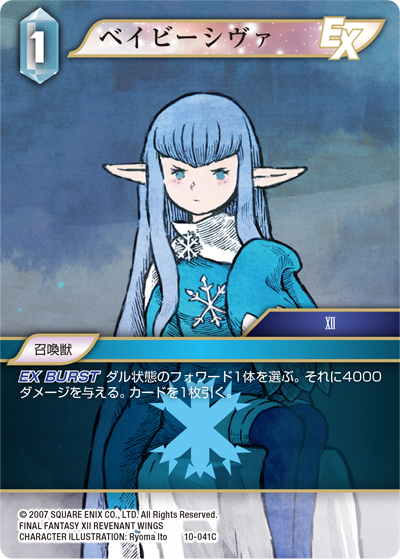 1
ベイビーシヴァ
EX
XII
召喚獣
EX BURST ダル状態のフォワード1体を選ぶ。それに4000
ダメージを与える。カードを1枚引く。
© 2007 SQUARE ENIX CO., LTD. All Rights Reserved.
FINAL FANTASY XII REVENANT WINGS
CHARACTER ILLUSTRATION: Ryoma Ito 10-041C